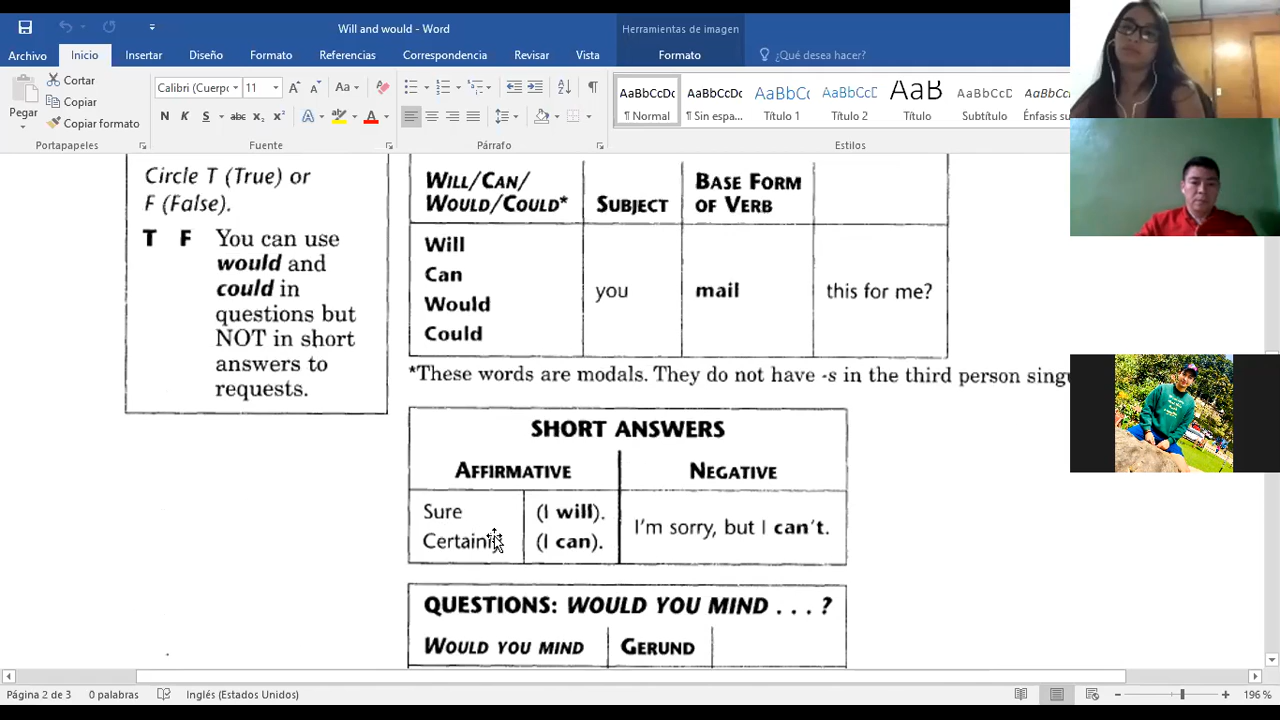 Will and would - Word
Herramientas de imagen
Archivo Inicio Insertar Diseño Formato Referencias Correspondencia Revisar Vista Formato ¿Qué desea hacer?
Pegar
Cortar
Copiar
Copiar formato
Portapapeles
Calibri (Cuerpo 11
Fuente
Párrafo
AaBbCcDc AaBbCcDc AaBbCc AaBbCcD AaB AaBbCcD AaBbCcDc
¶ Normal ¶ Sin espa... Título 1 Título 2 Título Subtítulo Énfasis su
Estilos
Circle T (True) or
F (False).
T F You can use
would and
could in
questions but
NOT in short
answers to
requests.
WILL/CAN/
WOULD/COULD*
SUBJECT
BASE FORM
OF VERB
Will
Can
Would
Could
you
mail
this for me?
*These words are modals. They do not have -s in the third person singu
SHORT ANSWERS
AFFIRMATIVE NEGATIVE
Sure (I will).
Certainly (I can).
I'm sorry, but I can't.
QUESTIONS: WOULD YOU MIND . . . ?
WOULD YOU MIND GERUND
Página 2 de 3 0 palabras Inglés (Estados Unidos) 196 %